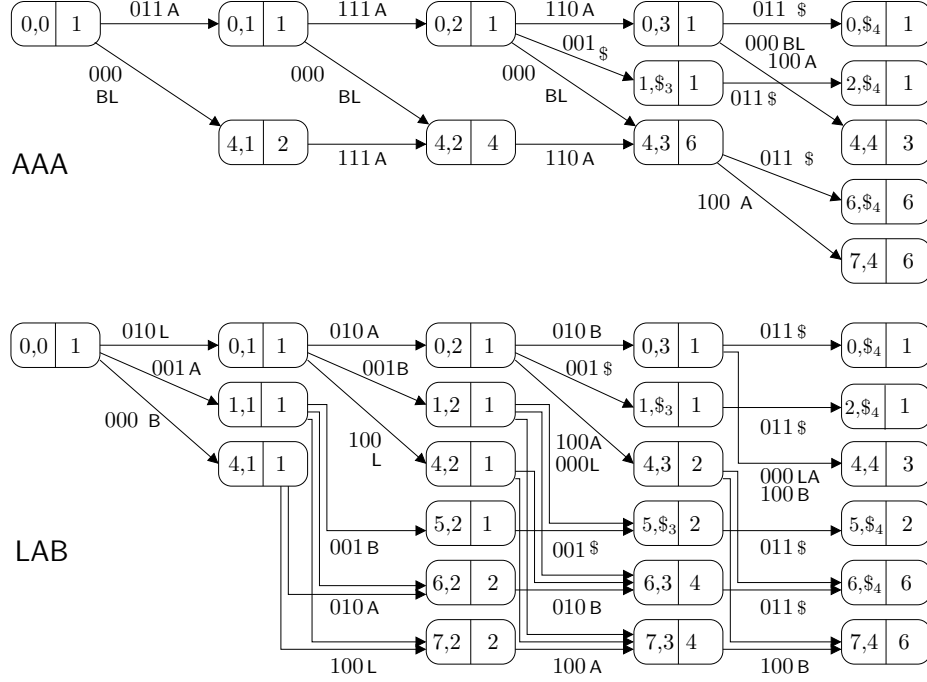 0,0 1 011 A 0,1 1 111 A 0,2 1 110 A 0,3 1 011 $ 0,$₄ 1
000 BL 000 BL 000 BL 001 $ 000 BL 100 A
1,$₃ 1 011 $ 2,$₄ 1
4,1 2 111 A 4,2 4 110 A 4,3 6 4,4 3
AAA
011 $
100 A 6,$₄ 6
7,4 6
0,0 1 010 L 0,1 1 010 A 0,2 1 010 B 0,3 1 011 $ 0,$₄ 1
001 A 001B 001 $
000 B 1,1 1 1,2 1 1,$₃ 1 011 $ 2,$₄ 1
100 L 100A 000L
4,1 1 4,2 1 4,3 2 000 LA 100 B 4,4 3
5,2 1 5,$₃ 2 5,$₄ 2
LAB
001 B 001 $ 011 $
6,2 2 6,3 4 6,$₄ 6
010 A 010 B 011 $
7,2 2 7,3 4 7,4 6
100 L 100 A 100 B